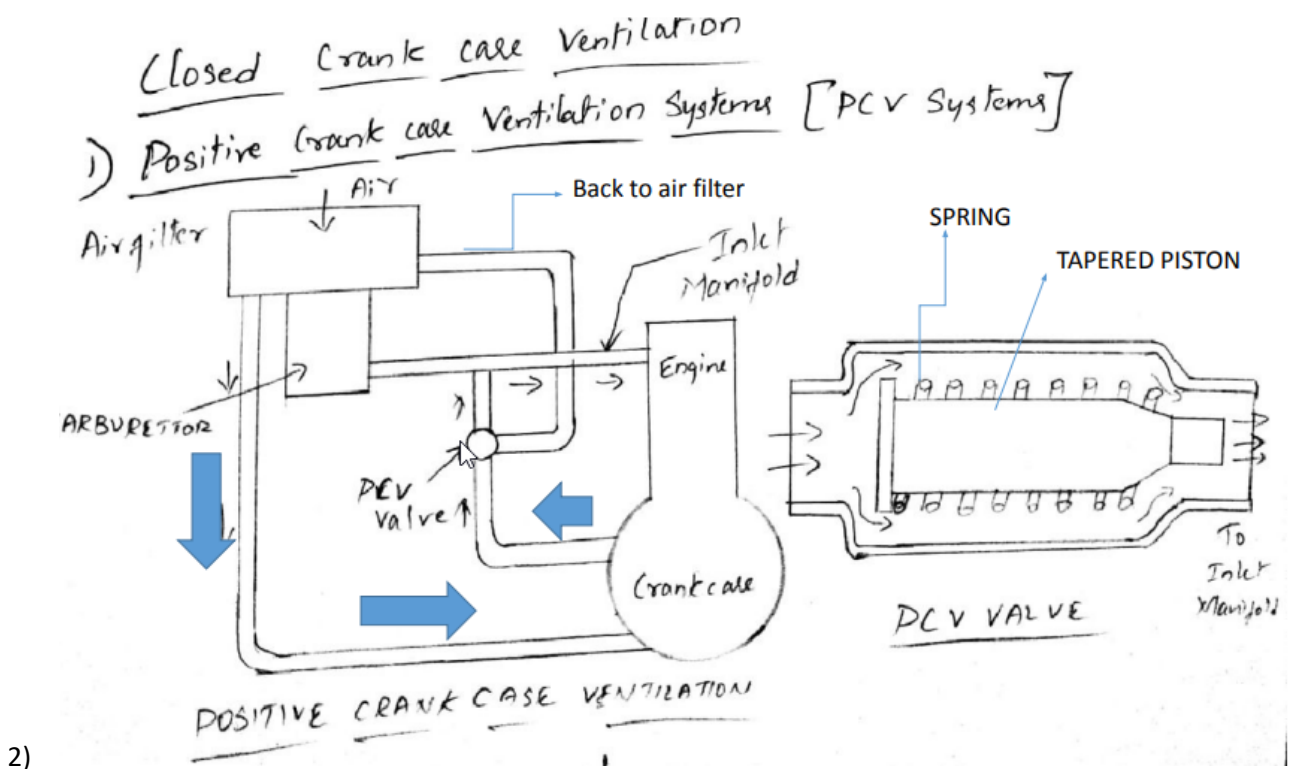 Closed Crank case Ventilation
1) Positive Crank case Ventilation Systems [PCV Systems]
Air
Back to air filter
Airfilter
SPRING
Inlet
Manifold
TAPERED PISTON
Engine
ARBURETTOR
PCV
Valve
Crankcase
To
Inlet
Manifold
PCV VALVE
POSITIVE CRANK CASE VENTILATION
2)